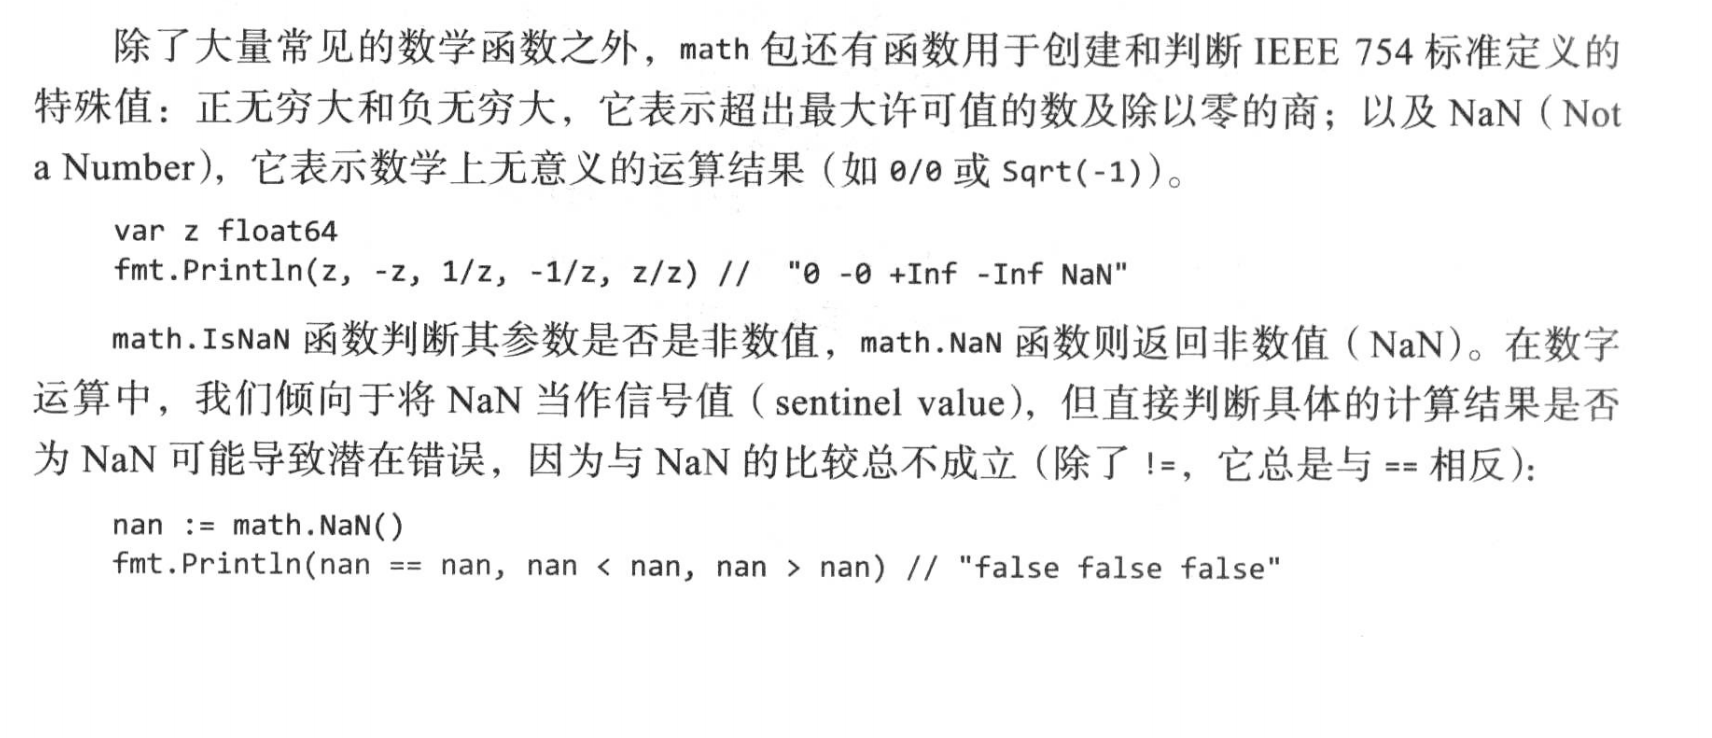 除了大量常见的数学函数之外，math 包还有函数用于创建和判断 IEEE 754 标准定义的
特殊值：正无穷大和负无穷大，它表示超出最大许可值的数及除以零的商；以及 NaN（Not
a Number），它表示数学上无意义的运算结果（如 0/0 或 Sqrt(-1)）。
var z float64
fmt.Println(z, -z, 1/z, -1/z, z/z) //  "0 -0 +Inf -Inf NaN"
math.IsNaN 函数判断其参数是否是非数值，math.NaN 函数则返回非数值（NaN）。在数字
运算中，我们倾向于将 NaN 当作信号值（sentinel value），但直接判断具体的计算结果是否
为 NaN 可能导致潜在错误，因为与 NaN 的比较总不成立（除了 !=，它总是与 == 相反）：
nan := math.NaN()
fmt.Println(nan == nan, nan < nan, nan > nan) // "false false false"